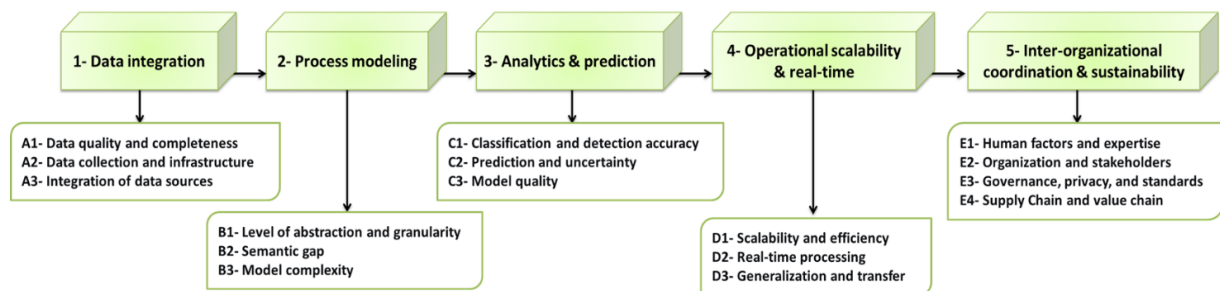 1- Data integration
2- Process modeling
3- Analytics & prediction
4- Operational scalability
& real-time
5- Inter-organizational
coordination & sustainability
A1- Data quality and completeness
A2- Data collection and infrastructure
A3- Integration of data sources
B1- Level of abstraction and granularity
B2- Semantic gap
B3- Model complexity
C1- Classification and detection accuracy
C2- Prediction and uncertainty
C3- Model quality
D1- Scalability and efficiency
D2- Real-time processing
D3- Generalization and transfer
E1- Human factors and expertise
E2- Organization and stakeholders
E3- Governance, privacy, and standards
E4- Supply Chain and value chain